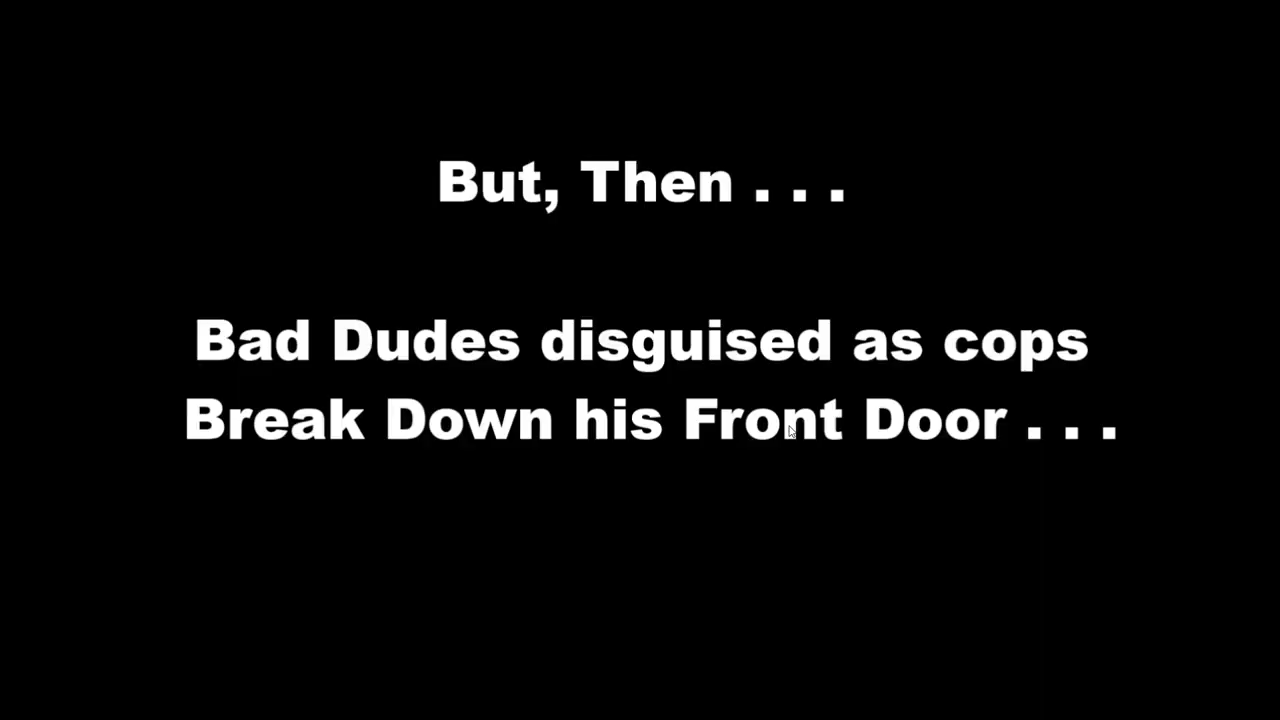 But, Then . . .
Bad Dudes disguised as cops
Break Down his Front Door . . .